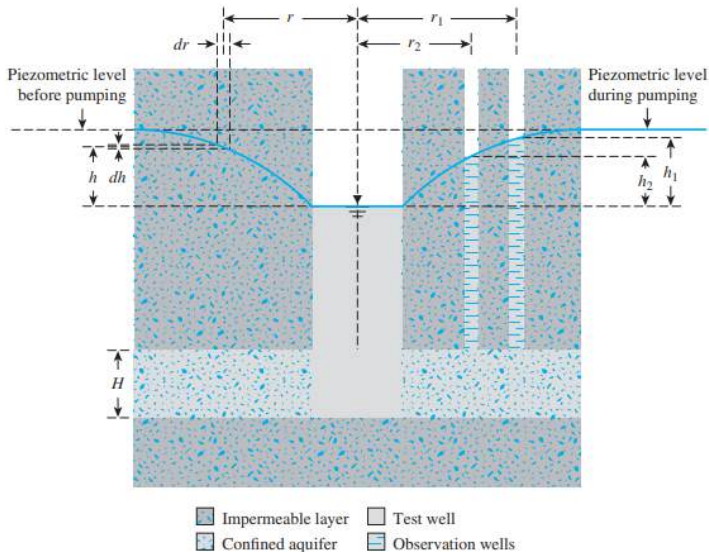 r
r1
dr
r2
Piezometric level
before pumping
Piezometric level
during pumping
h
dh
h2
h1
H
Impermeable layer
Test well
Confined aquifer
Observation wells